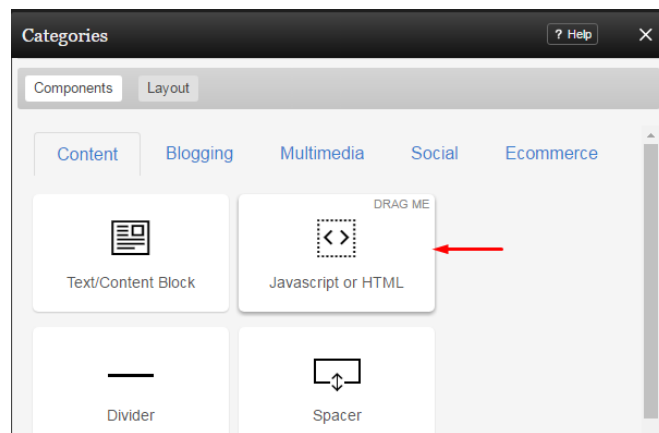 Categories
? Help
Components
Layout
Content
Blogging
Multimedia
Social
Ecommerce
DRAG ME
Text/Content Block
Javascript or HTML
Divider
Spacer